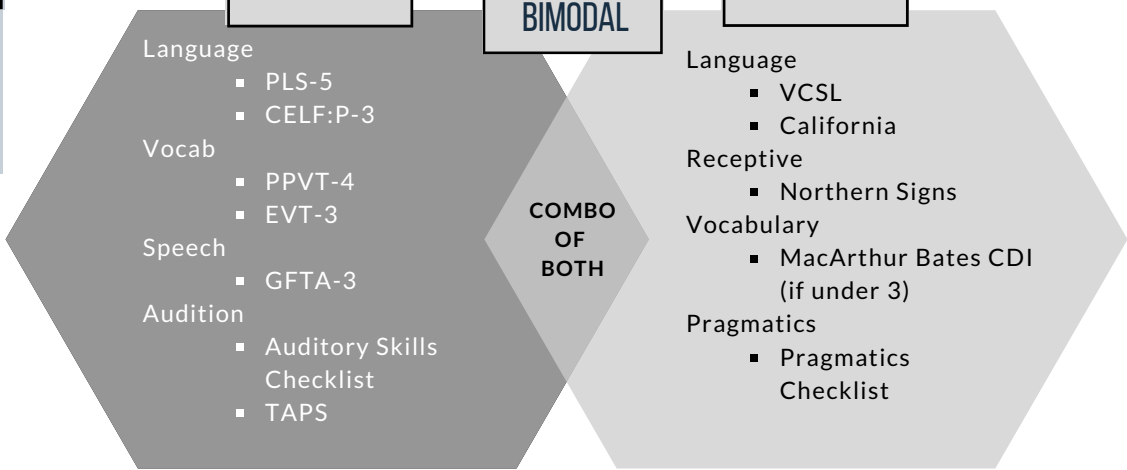 BIMODAL
Language
▪ PLS-5
▪ CELF:P-3
Vocab
▪ PPVT-4
▪ EVT-3
Speech
▪ GFTA-3
Audition
▪ Auditory Skills
Checklist
▪ TAPS
COMBO
OF
BOTH
Language
▪ VCSL
▪ California
Receptive
▪ Northern Signs
Vocabulary
▪ MacArthur Bates CDI
(if under 3)
Pragmatics
▪ Pragmatics
Checklist